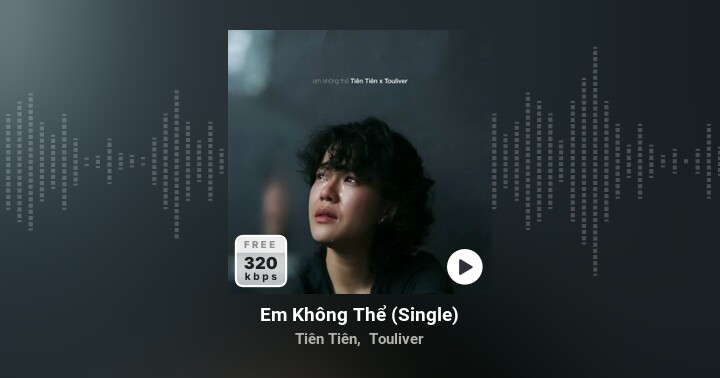 em không thể Tiên Tiên x Touliver
FREE
320
kbps
Em Không Thể (Single)
Tiên Tiên, Touliver